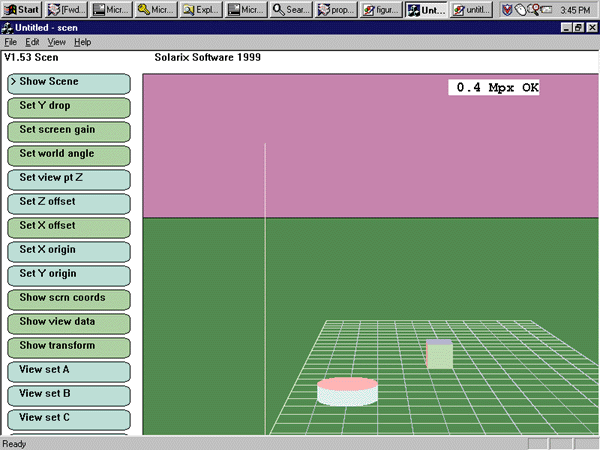 Start [Fwd... Micr... Micr... Expl... Micr... Sear... prop... figur... Unt... untitl... 3:45 PM
Untitled - scen
File Edit View Help
V1.53 Scen Solarix Software 1999
> Show Scene
0.4 Mpx OK
Set Y drop
Set screen gain
Set world angle
Set view pt Z
Set Z offset
Set X offset
Set X origin
Set Y origin
Show scrn coords
Show view data
Show transform
View set A
View set B
View set C
Ready